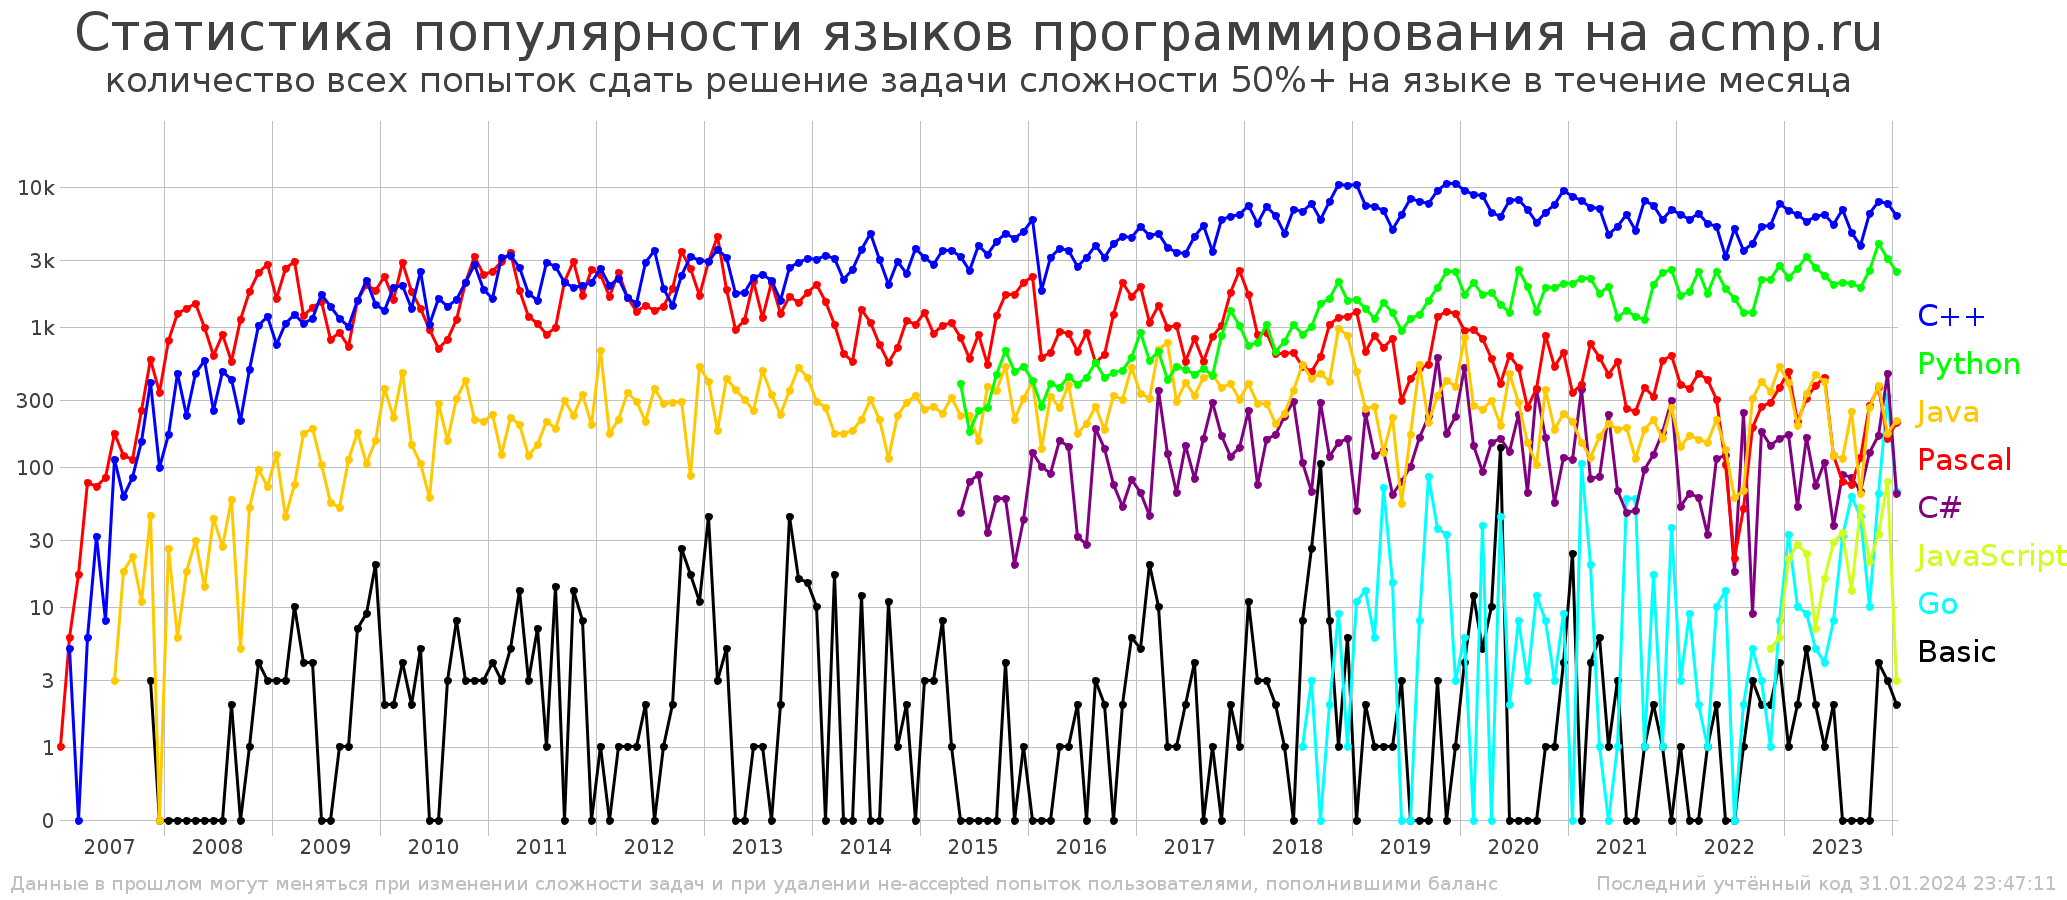 Статистика популярности языков программирования на acmp.ru
количество всех попыток сдать решение задачи сложности 50%+ на языке в течение месяца
10k
3k
1k
300
100
30
10
3
1
0
C++
Python
Java
Pascal
C#
JavaScript
Go
Basic
2007 2008 2009 2010 2011 2012 2013 2014 2015 2016 2017 2018 2019 2020 2021 2022 2023
Данные в прошлом могут меняться при изменении сложности задач и при удалении не-accepted попыток пользователями, пополнившими баланс
Последний учтённый код 31.01.2024 23:47:11